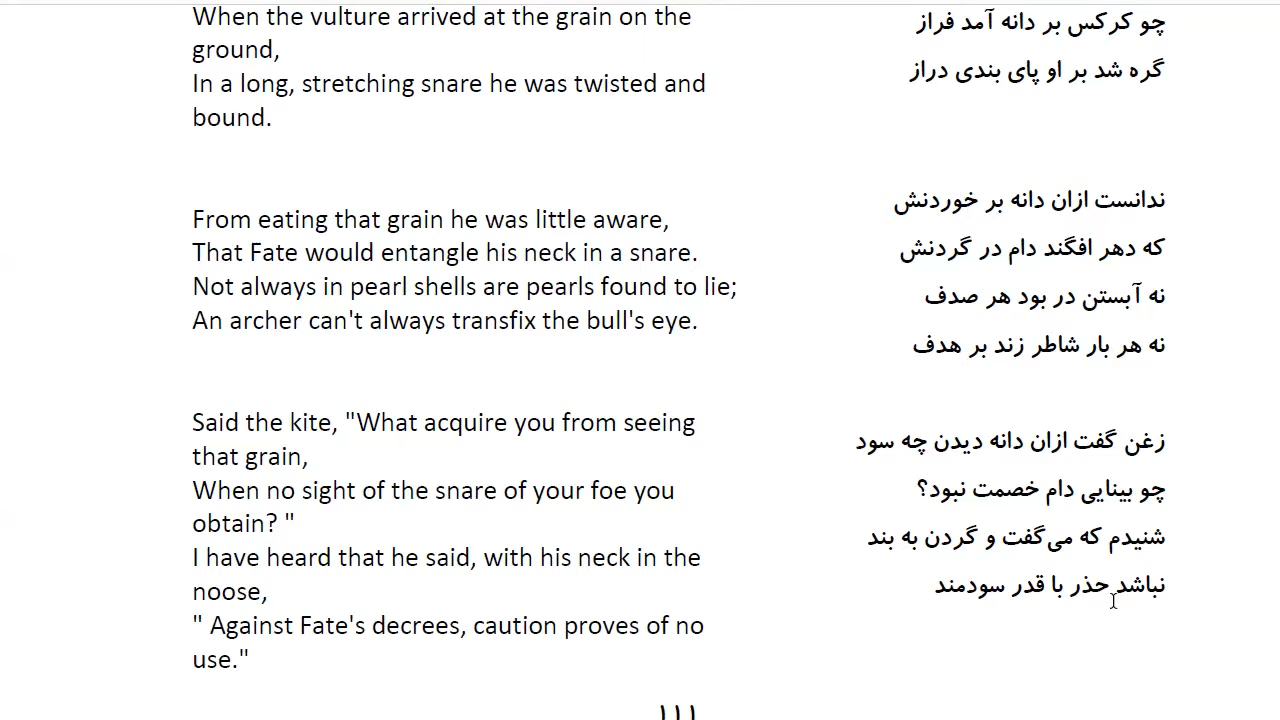 When the vulture arrived at the grain on the
ground,
In a long, stretching snare he was twisted and
bound.
چو کرکس بر دانه آمد فراز
گره شد بر او پای بندی دراز
From eating that grain he was little aware,
That Fate would entangle his neck in a snare.
Not always in pearl shells are pearls found to lie;
An archer can't always transfix the bull's eye.
ندانست ازان دانه بر خوردنش
که دهر افگند دام در گردنش
نه آبستن در بود هر صدف
نه هر بار شاطر زند بر هدف
Said the kite, "What acquire you from seeing
that grain,
When no sight of the snare of your foe you
obtain? "
I have heard that he said, with his neck in the
noose,
" Against Fate's decrees, caution proves of no
use."
زغن گفت ازان دانه دیدن چه سود
چو بینایی دام خصمت نبود؟
شنیدم که می‌گفت و گردن به بند
نباشد حذر با قدر سودمند
۱۱۱